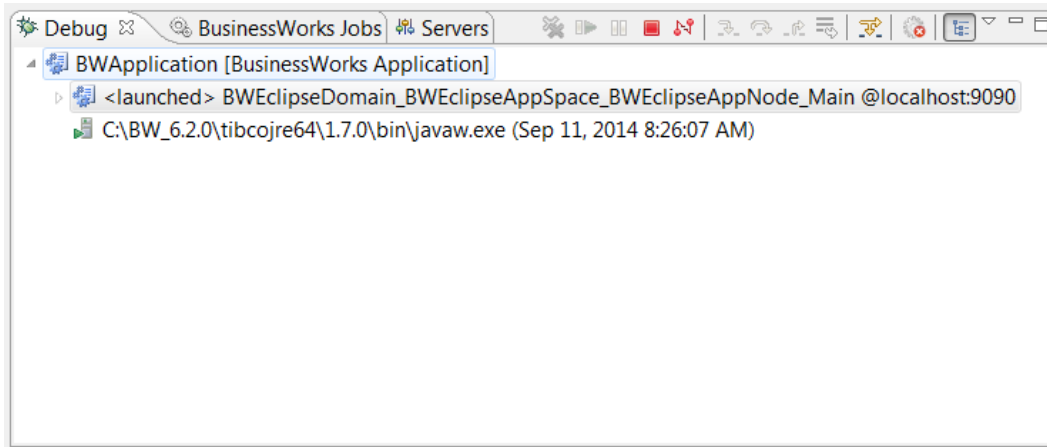 Debug BusinessWorks Jobs Servers
BWApplication [BusinessWorks Application]
<launched> BWEclipseDomain_BWEclipseAppSpace_BWEclipseAppNode_Main @localhost:9090
C:\BW_6.2.0\tibcojre64\1.7.0\bin\javaw.exe (Sep 11, 2014 8:26:07 AM)